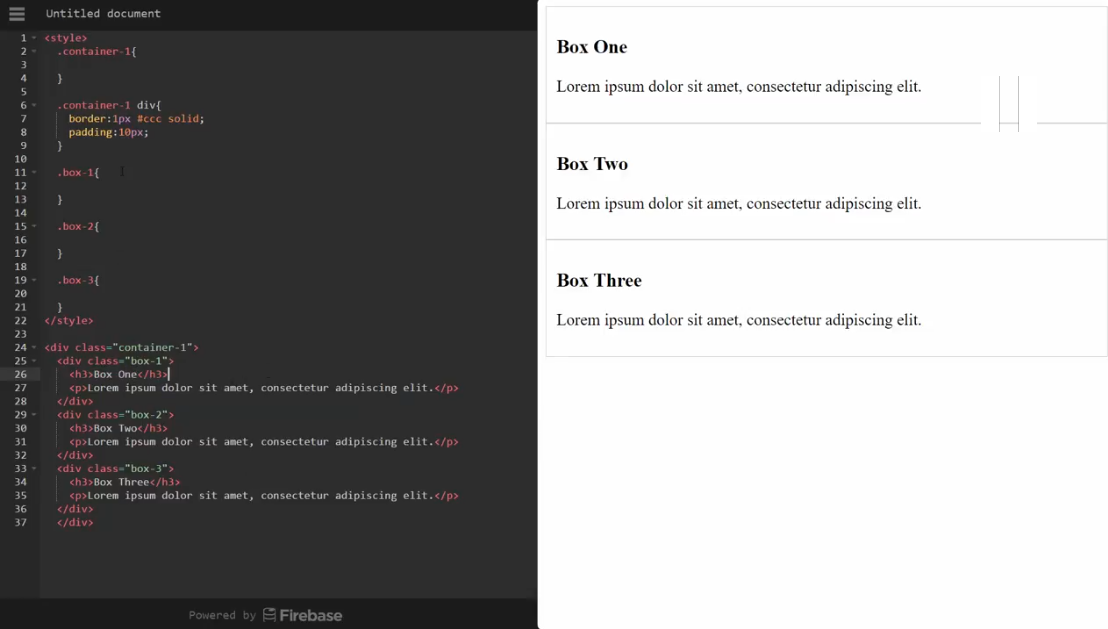 Untitled document
1 <style>
2 .container-1{
3
4 }
5
6 .container-1 div{
7 border:1px #ccc solid;
8 padding:10px;
9 }
10
11 .box-1{
12
13 }
14
15 .box-2{
16
17 }
18
19 .box-3{
20
21 }
22 </style>
23
24 <div class="container-1">
25 <div class="box-1">
26 <h3>Box One</h3>
27 <p>Lorem ipsum dolor sit amet, consectetur adipiscing elit.</p>
28 </div>
29 <div class="box-2">
30 <h3>Box Two</h3>
31 <p>Lorem ipsum dolor sit amet, consectetur adipiscing elit.</p>
32 </div>
33 <div class="box-3">
34 <h3>Box Three</h3>
35 <p>Lorem ipsum dolor sit amet, consectetur adipiscing elit.</p>
36 </div>
37 </div>
Powered by Firebase
Box One
Lorem ipsum dolor sit amet, consectetur adipiscing elit.
Box Two
Lorem ipsum dolor sit amet, consectetur adipiscing elit.
Box Three
Lorem ipsum dolor sit amet, consectetur adipiscing elit.